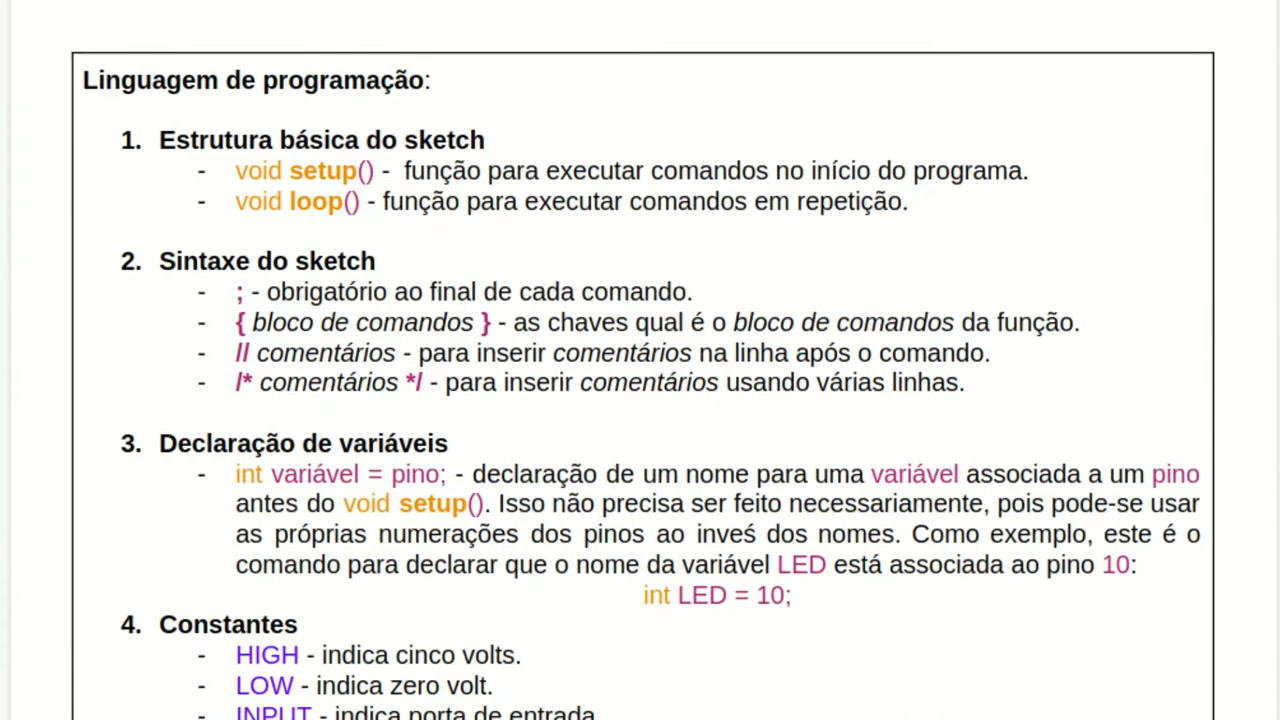 Linguagem de programação:
1. Estrutura básica do sketch
- void setup() - função para executar comandos no início do programa.
- void loop() - função para executar comandos em repetição.
2. Sintaxe do sketch
- ; - obrigatório ao final de cada comando.
- { bloco de comandos } - as chaves qual é o bloco de comandos da função.
- // comentários - para inserir comentários na linha após o comando.
- /* comentários */ - para inserir comentários usando várias linhas.
3. Declaração de variáveis
- int variável = pino; - declaração de um nome para uma variável associada a um pino
antes do void setup(). Isso não precisa ser feito necessariamente, pois pode-se usar
as próprias numerações dos pinos ao inveś dos nomes. Como exemplo, este é o
comando para declarar que o nome da variável LED está associada ao pino 10:
int LED = 10;
4. Constantes
- HIGH - indica cinco volts.
- LOW - indica zero volt.
- INPUT - indica porta de entrada